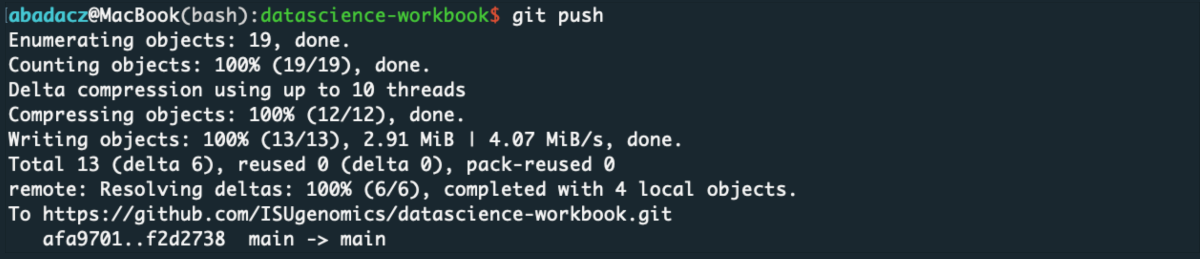 abadacz@MacBook(bash):datascience-workbook$ git push
Enumerating objects: 19, done.
Counting objects: 100% (19/19), done.
Delta compression using up to 10 threads
Compressing objects: 100% (12/12), done.
Writing objects: 100% (13/13), 2.91 MiB | 4.07 MiB/s, done.
Total 13 (delta 6), reused 0 (delta 0), pack-reused 0
remote: Resolving deltas: 100% (6/6), completed with 4 local objects.
To https://github.com/ISUgenomics/datascience-workbook.git
   afa9701..f2d2738  main -> main